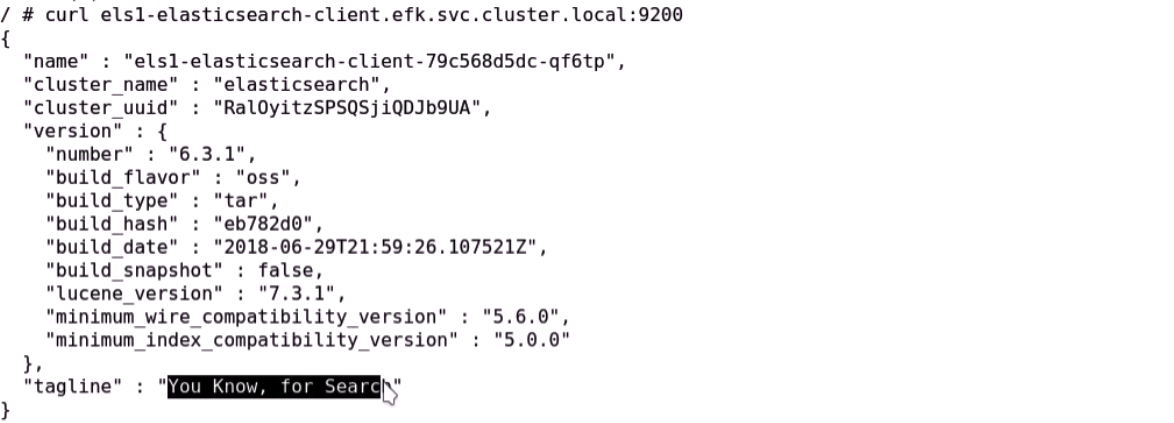 / # curl els1-elasticsearch-client.efk.svc.cluster.local:9200
{
  "name" : "els1-elasticsearch-client-79c568d5dc-qf6tp",
  "cluster_name" : "elasticsearch",
  "cluster_uuid" : "RalOyitzSPSQSjiQDJb9UA",
  "version" : {
    "number" : "6.3.1",
    "build_flavor" : "oss",
    "build_type" : "tar",
    "build_hash" : "eb782d0",
    "build_date" : "2018-06-29T21:59:26.107521Z",
    "build_snapshot" : false,
    "lucene_version" : "7.3.1",
    "minimum_wire_compatibility_version" : "5.6.0",
    "minimum_index_compatibility_version" : "5.0.0"
  },
  "tagline" : "You Know, for Search"
}